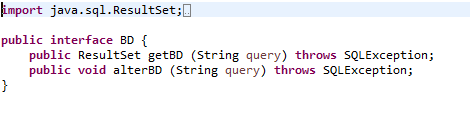 import java.sql.ResultSet;
public interface BD {
public ResultSet getBD (String query) throws SQLException;
public void alterBD (String query) throws SQLException;
}